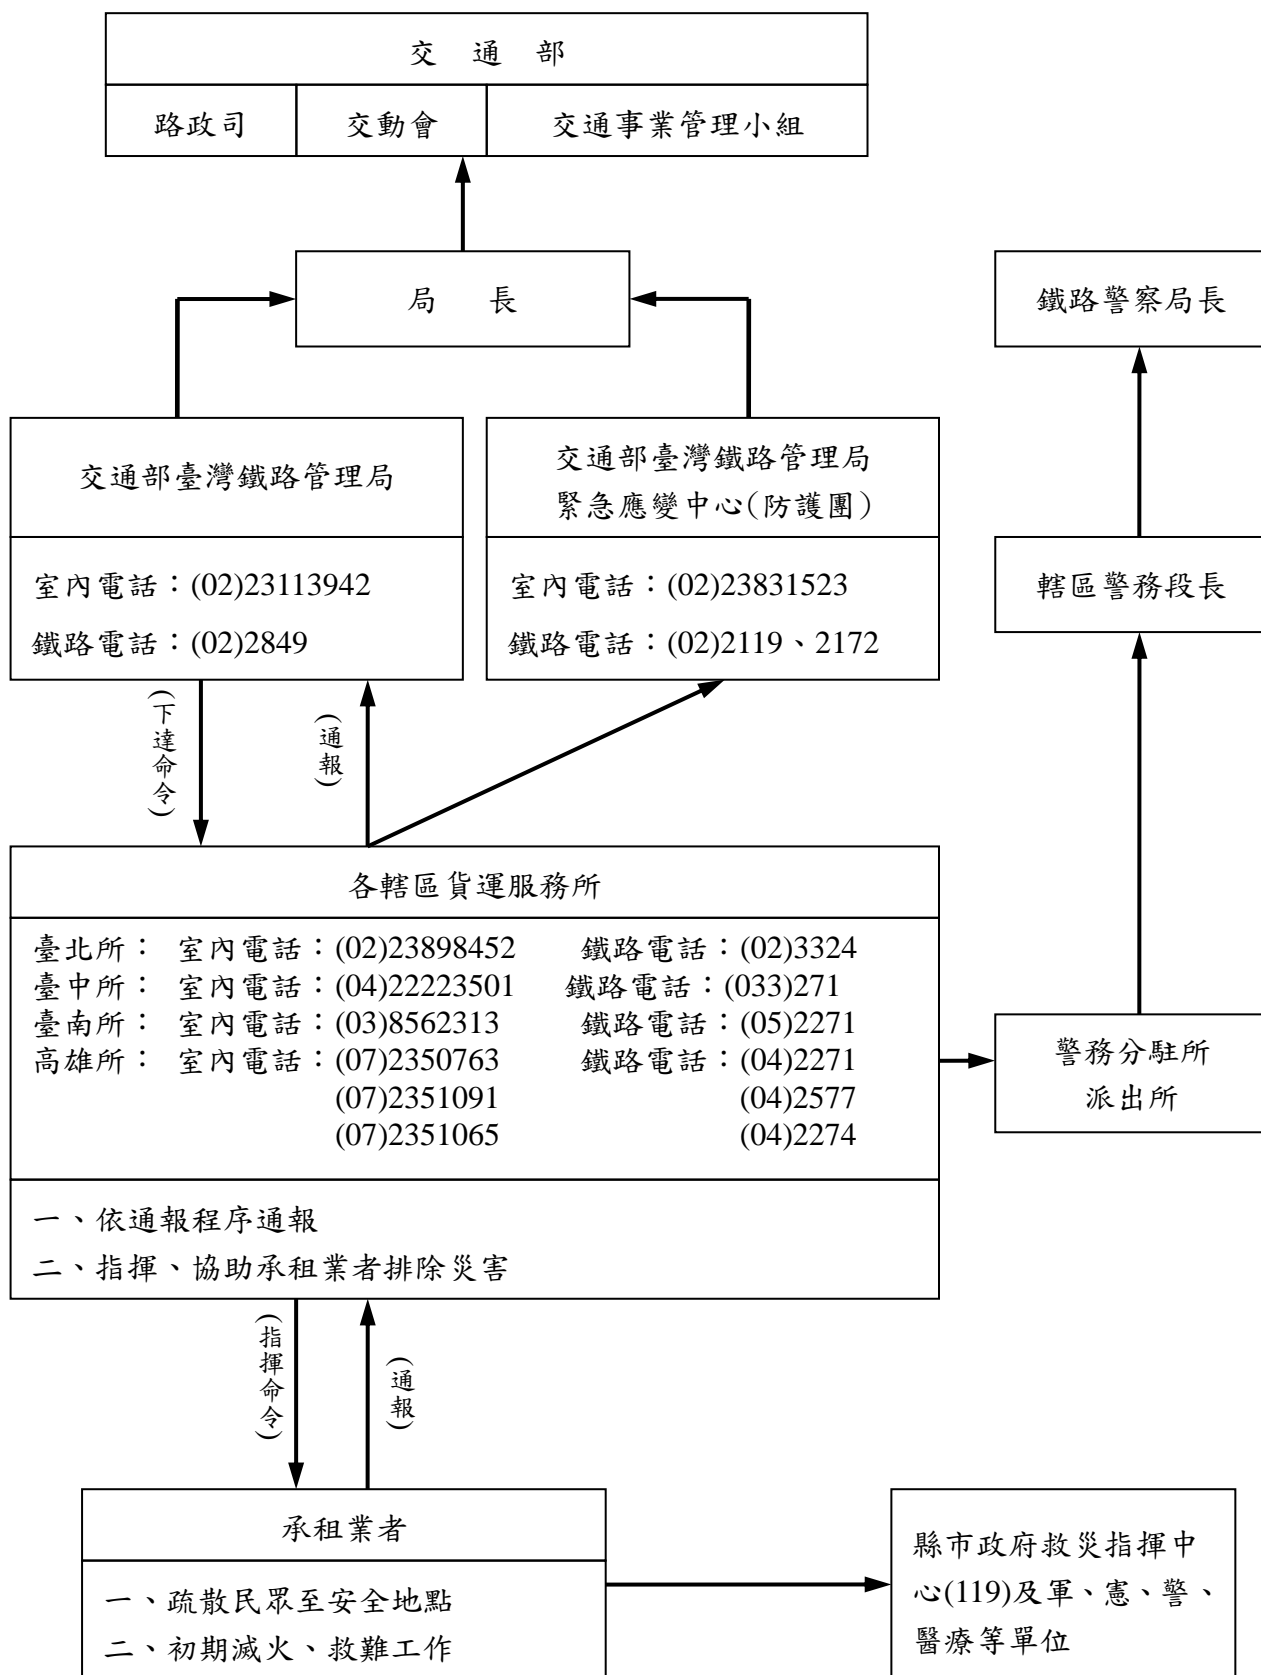 交 通 部
路政司 交動會 交通事業管理小組
局 長
鐵路警察局長
交通部臺灣鐵路管理局
室內電話：(02)23113942
鐵路電話：(02)2849
交通部臺灣鐵路管理局
緊急應變中心(防護團)
室內電話：(02)23831523
鐵路電話：(02)2119、2172
轄區警務段長
(下達命令)
(通報)
各轄區貨運服務所
臺北所： 室內電話：(02)23898452 鐵路電話：(02)3324
臺中所： 室內電話：(04)22223501 鐵路電話：(033)271
臺南所： 室內電話：(03)8562313 鐵路電話：(05)2271
高雄所： 室內電話：(07)2350763 鐵路電話：(04)2271
(07)2351091 (04)2577
(07)2351065 (04)2274
一、依通報程序通報
二、指揮、協助承租業者排除災害
警務分駐所
派出所
(指揮命令)
(通報)
承租業者
一、疏散民眾至安全地點
二、初期滅火、救難工作
縣市政府救災指揮中
心(119)及軍、憲、警、
醫療等單位